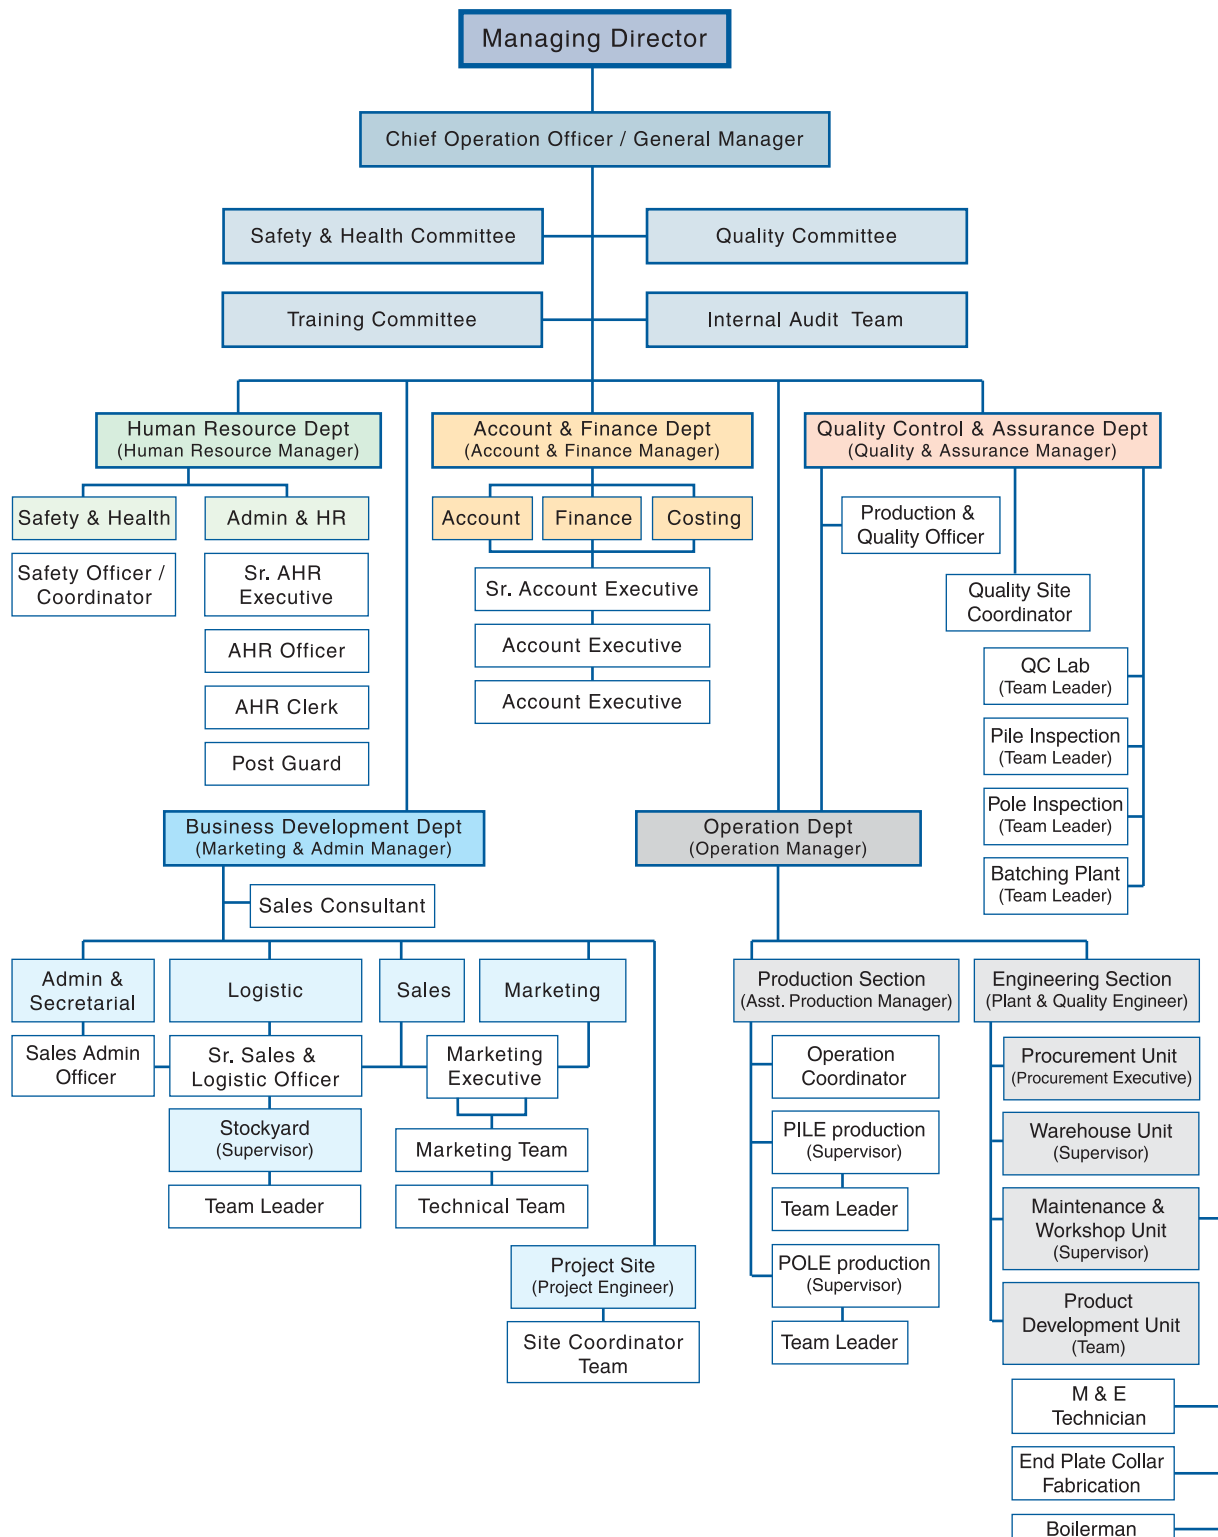 Managing Director
Chief Operation Officer / General Manager
Safety & Health Committee
Quality Committee
Training Committee
Internal Audit Team
Human Resource Dept
(Human Resource Manager)
Account & Finance Dept
(Account & Finance Manager)
Quality Control & Assurance Dept
(Quality & Assurance Manager)
Safety & Health
Admin & HR
Account
Finance
Costing
Production &
Quality Officer
Safety Officer /
Coordinator
Sr. AHR
Executive
Sr. Account Executive
Quality Site
Coordinator
AHR Officer
Account Executive
QC Lab
(Team Leader)
AHR Clerk
Account Executive
Pile Inspection
(Team Leader)
Post Guard
Pole Inspection
(Team Leader)
Business Development Dept
(Marketing & Admin Manager)
Operation Dept
(Operation Manager)
Batching Plant
(Team Leader)
Sales Consultant
Admin &
Secretarial
Logistic
Sales
Marketing
Production Section
(Asst. Production Manager)
Engineering Section
(Plant & Quality Engineer)
Sales Admin
Officer
Sr. Sales &
Logistic Officer
Marketing
Executive
Operation
Coordinator
Procurement Unit
(Procurement Executive)
Stockyard
(Supervisor)
Marketing Team
PILE production
(Supervisor)
Warehouse Unit
(Supervisor)
Team Leader
Technical Team
Team Leader
Maintenance &
Workshop Unit
(Supervisor)
Project Site
(Project Engineer)
POLE production
(Supervisor)
Site Coordinator
Team
Team Leader
Product
Development Unit
(Team)
M & E
Technician
End Plate Collar
Fabrication
Boilerman